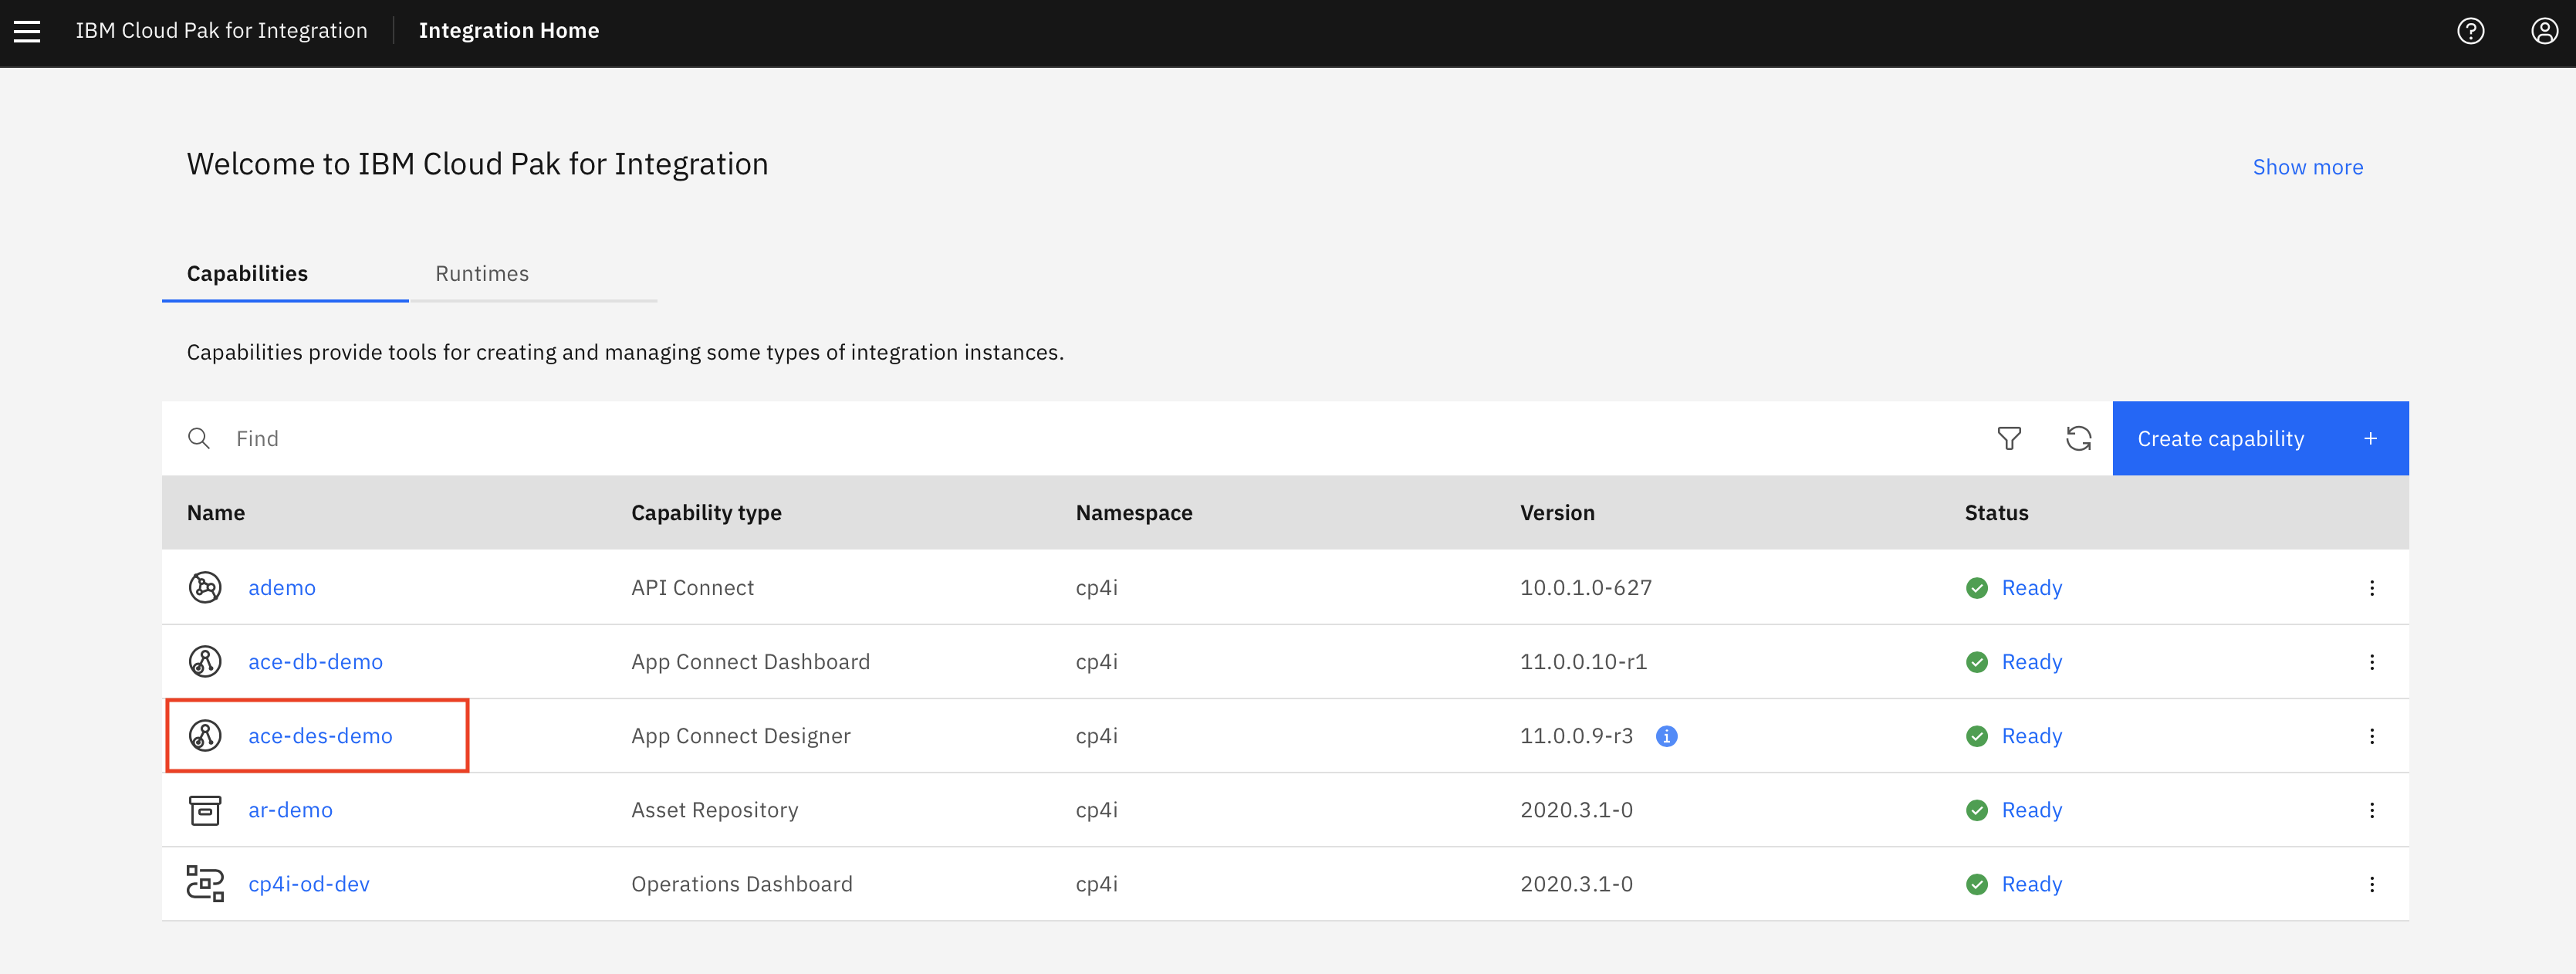 IBM Cloud Pak for Integration Integration Home
Welcome to IBM Cloud Pak for Integration Show more
Capabilities Runtimes
Capabilities provide tools for creating and managing some types of integration instances.
Find Create capability +
Name Capability type Namespace Version Status
ademo API Connect cp4i 10.0.1.0-627 Ready
ace-db-demo App Connect Dashboard cp4i 11.0.0.10-r1 Ready
ace-des-demo App Connect Designer cp4i 11.0.0.9-r3 Ready
ar-demo Asset Repository cp4i 2020.3.1-0 Ready
cp4i-od-dev Operations Dashboard cp4i 2020.3.1-0 Ready